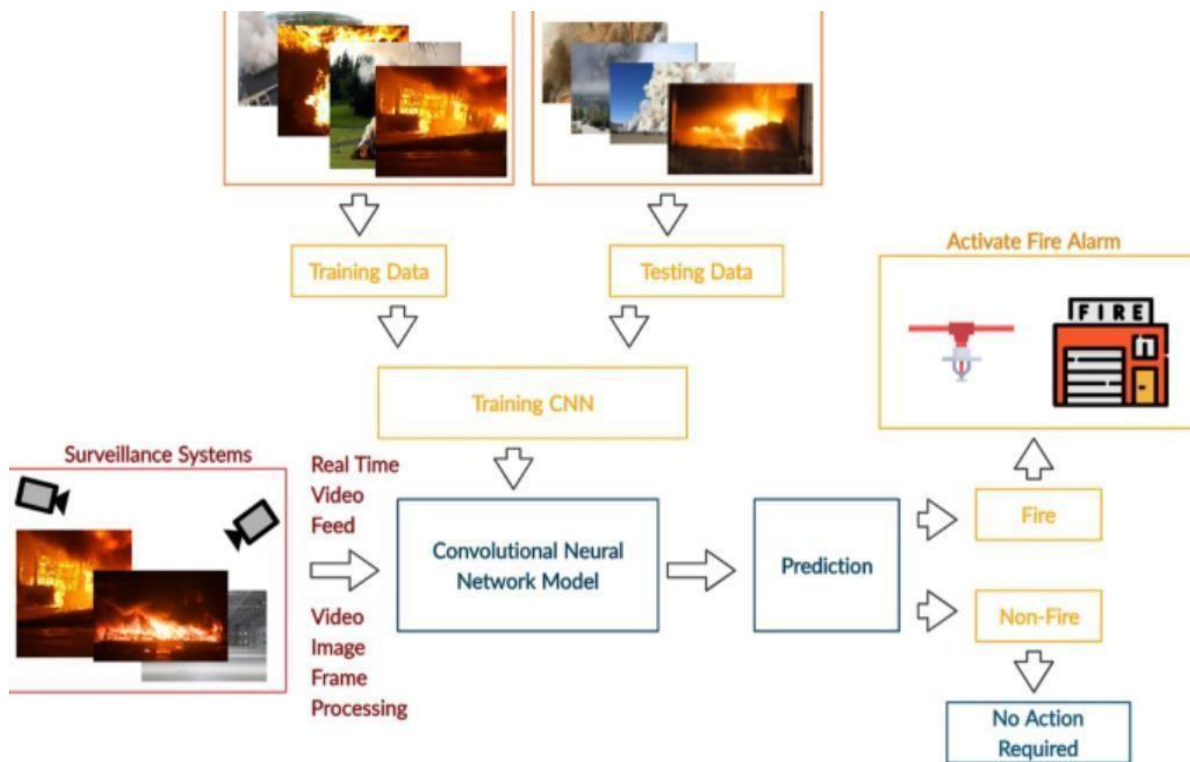 Training Data
Testing Data
Activate Fire Alarm
FIRE
Training CNN
Surveillance Systems
Real Time
Video
Feed
Convolutional Neural
Network Model
Prediction
Fire
Non-Fire
Video
Image
Frame
Processing
No Action
Required